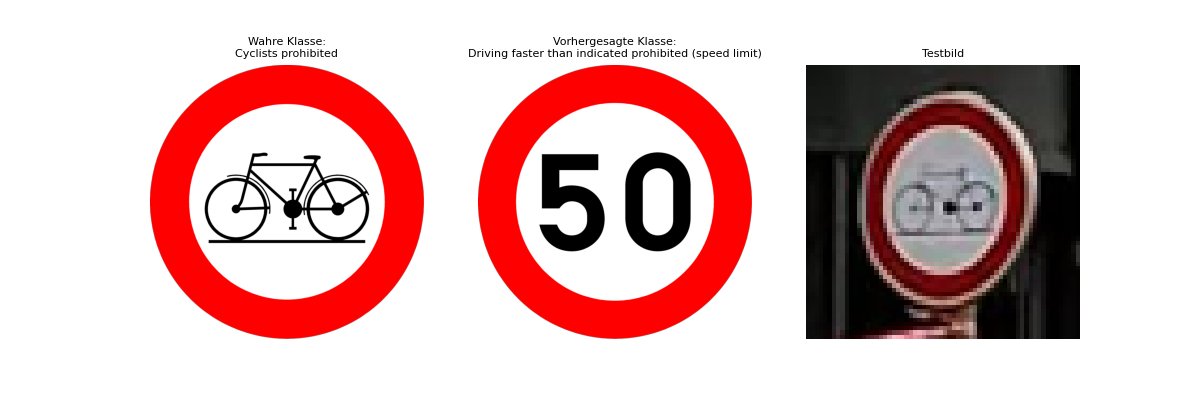 Wahre Klasse:
Cyclists prohibited
Vorhergesagte Klasse:
Driving faster than indicated prohibited (speed limit)
Testbild
50